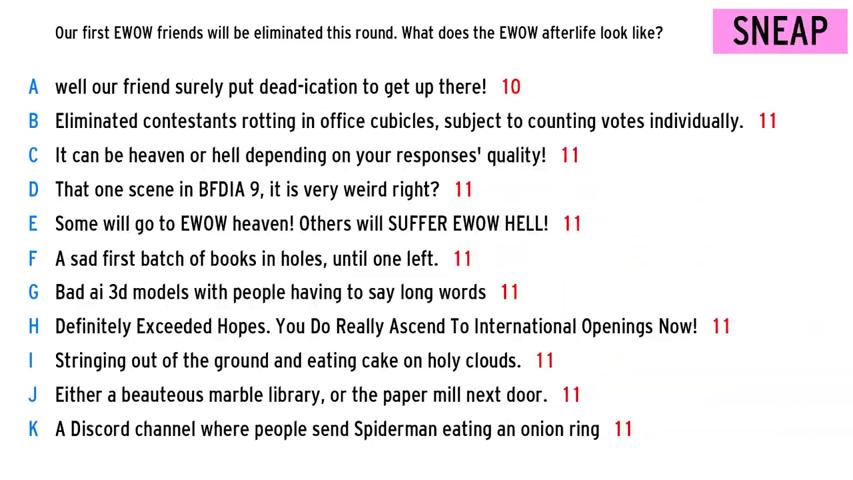 Our first EWOW friends will be eliminated this round. What does the EWOW afterlife look like?
SNEAP
A well our friend surely put dead-ication to get up there! 10
B Eliminated contestants rotting in office cubicles, subject to counting votes individually. 11
C It can be heaven or hell depending on your responses' quality! 11
D That one scene in BFDIA 9, it is very weird right? 11
E Some will go to EWOW heaven! Others will SUFFER EWOW HELL! 11
F A sad first batch of books in holes, until one left. 11
G Bad ai 3d models with people having to say long words 11
H Definitely Exceeded Hopes. You Do Really Ascend To International Openings Now! 11
I Stringing out of the ground and eating cake on holy clouds. 11
J Either a beauteous marble library, or the paper mill next door. 11
K A Discord channel where people send Spiderman eating an onion ring 11